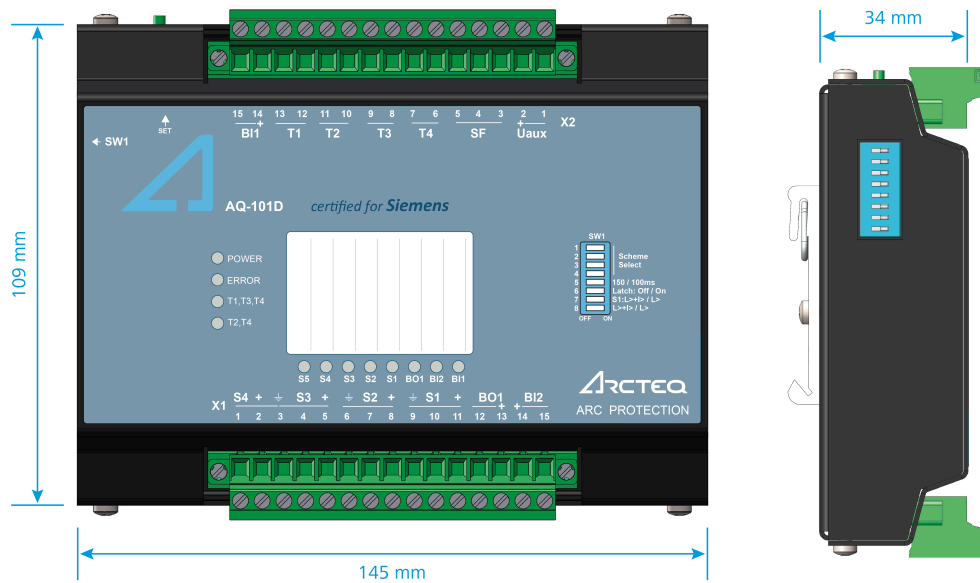 34 mm
15 14 13 12 11 10 9 8 7 6 5 4 3 2 1
+ +
BI1 T1 T2 T3 T4 SF Uaux X2
SET
SW1
AQ-101D certified for Siemens
109 mm
POWER
ERROR
T1,T3,T4
T2,T4
SW1
1
2 Scheme
3 Select
4
5 150 / 100ms
6 Latch: Off / On
7 S1:L>+I> / L>
8 L>+I> / L>
OFF ON
S5 S4 S3 S2 S1 BO1 BI2 BI1
ARCTEQ
ARC PROTECTION
X1 S4 + S3 + S2 + S1 + BO1 BI2
+ +
1 2 3 4 5 6 7 8 9 10 11 12 13 14 15
145 mm